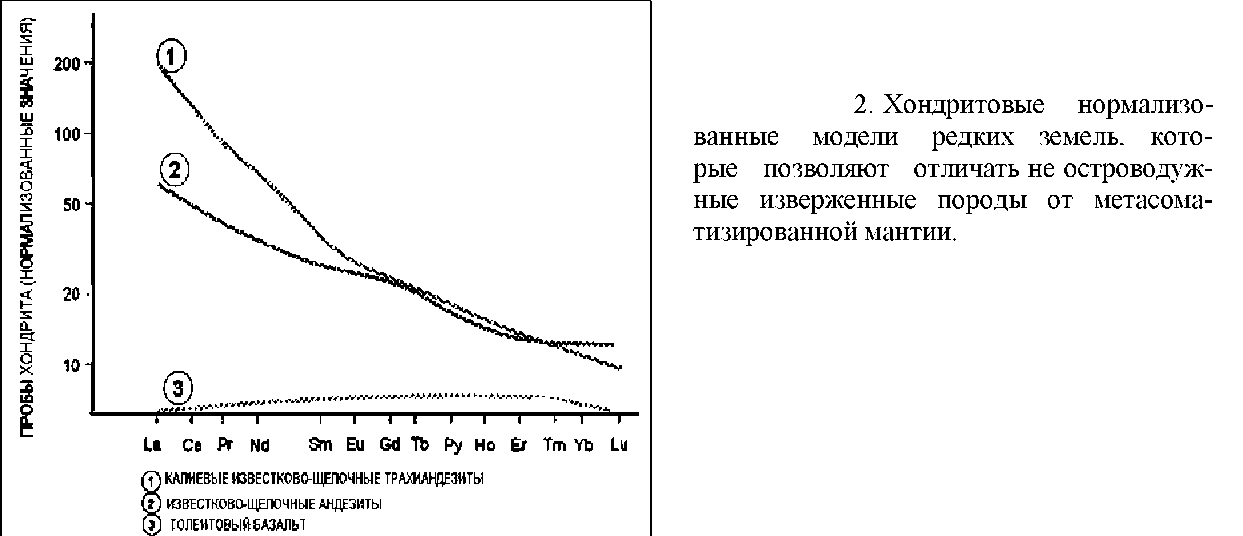 ПРОБЫ ХОНДРИТА (НОРМАЛИЗОВАННЫЕ ЗНАЧЕНИЯ)
200
100
50
20
10
1
2
3
La Ce Pr Nd Sm Eu Gd Tb Py Ho Er Tm Yb Lu
1 КАЛИЕВЫЕ ИЗВЕСТКОВО-ЩЕЛОЧНЫЕ ТРАХИАНДЕЗИТЫ
2 ИЗВЕСТКОВО-ЩЕЛОЧНЫЕ АНДЕЗИТЫ
3 ТОЛЕИТОВЫЙ БАЗАЛЬТ
2. Хондритовые нормализо-
ванные модели редких земель, кото-
рые позволяют отличать не островодуж-
ные изверженные породы от метасома-
тизированной мантии.